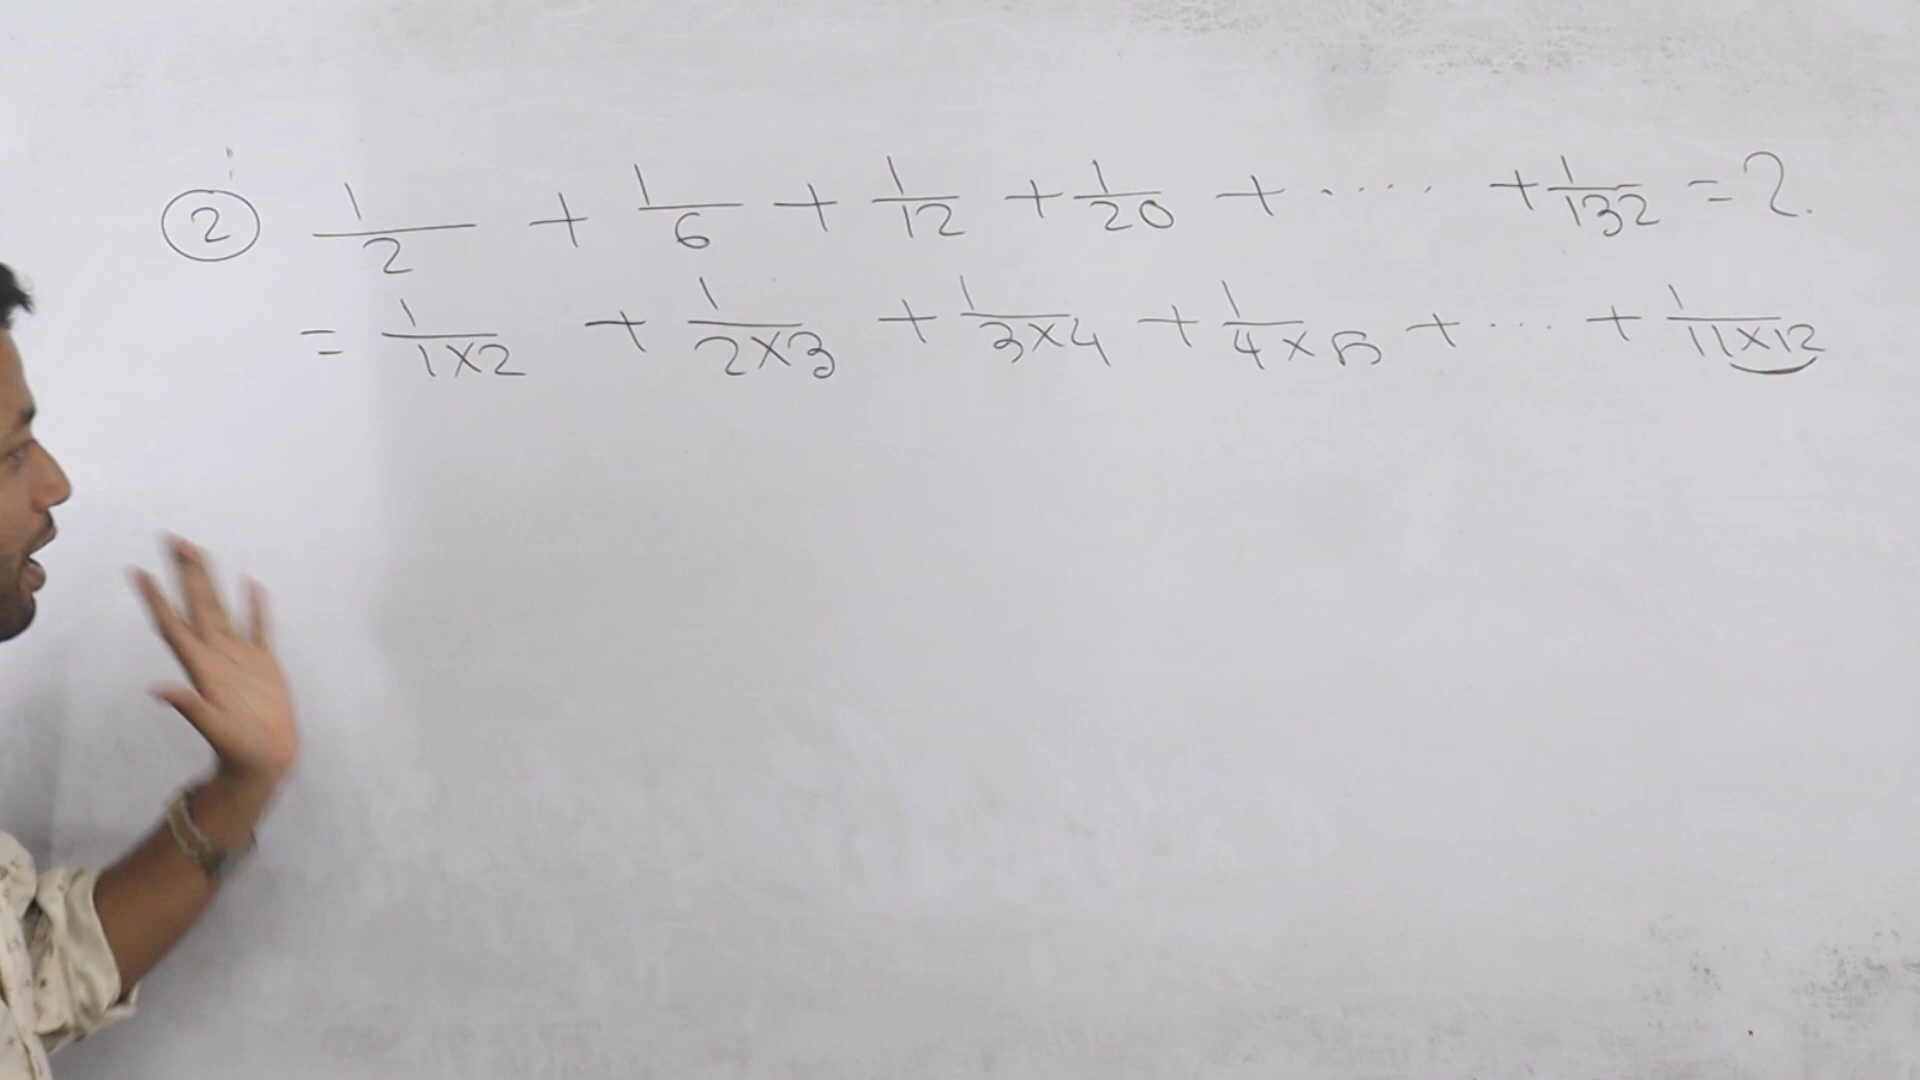 ② 1/2 + 1/6 + 1/12 + 1/20 + ..... + 1/132 = ?
= 1/1×2 + 1/2×3 + 1/3×4 + 1/4×5 + ... + 1/11×12